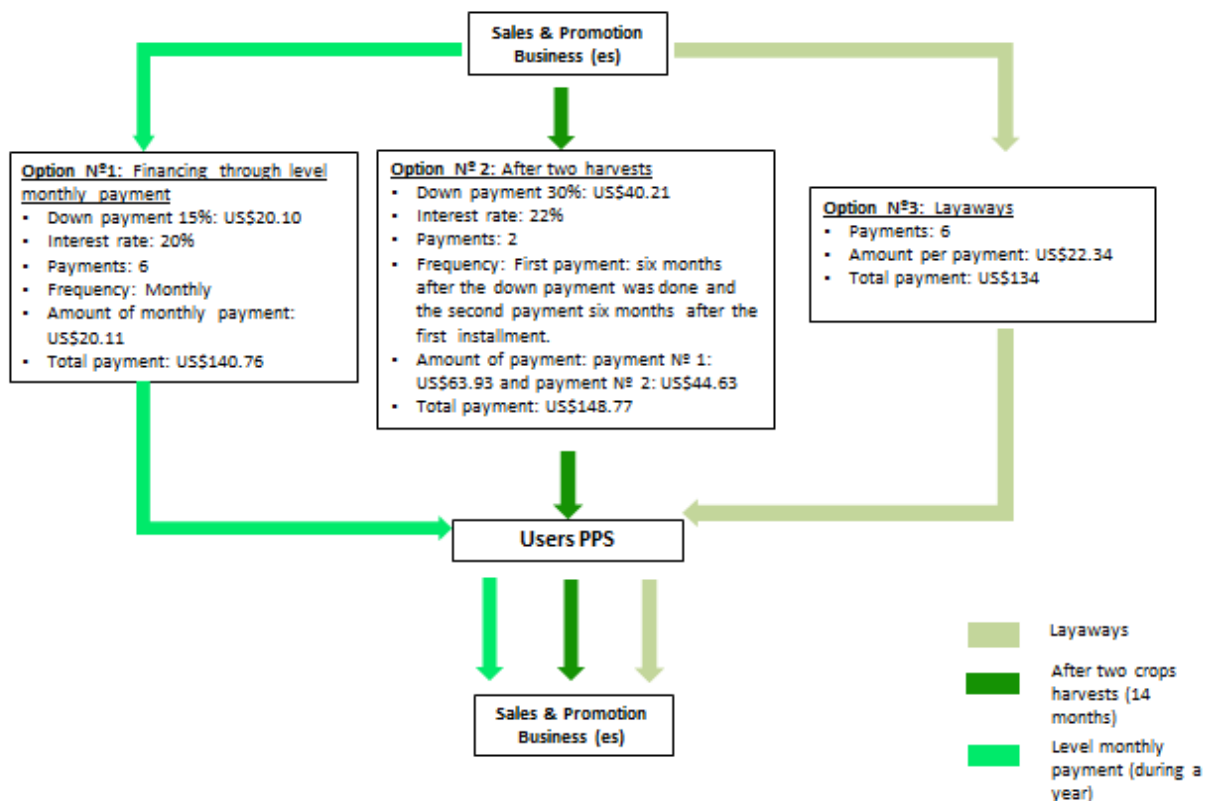 Sales & Promotion
Business (es)
Option Nº1: Financing through level
monthly payment
▪ Down payment 15%: US$20.10
▪ Interest rate: 20%
▪ Payments: 6
▪ Frequency: Monthly
▪ Amount of monthly payment:
US$20.11
▪ Total payment: US$140.76
Option Nº 2: After two harvests
▪ Down payment 30%: US$40.21
▪ Interest rate: 22%
▪ Payments: 2
▪ Frequency: First payment: six months
after the down payment was done and
the second payment six months after the
first installment.
▪ Amount of payment: payment Nº 1:
US$63.93 and payment Nº 2: US$44.63
▪ Total payment: US$148.77
Option Nº3: Layaways
▪ Payments: 6
▪ Amount per payment: US$22.34
▪ Total payment: US$134
Users PPS
Sales & Promotion
Business (es)
Layaways
After two crops
harvests (14
months)
Level monthly
payment (during a
year)